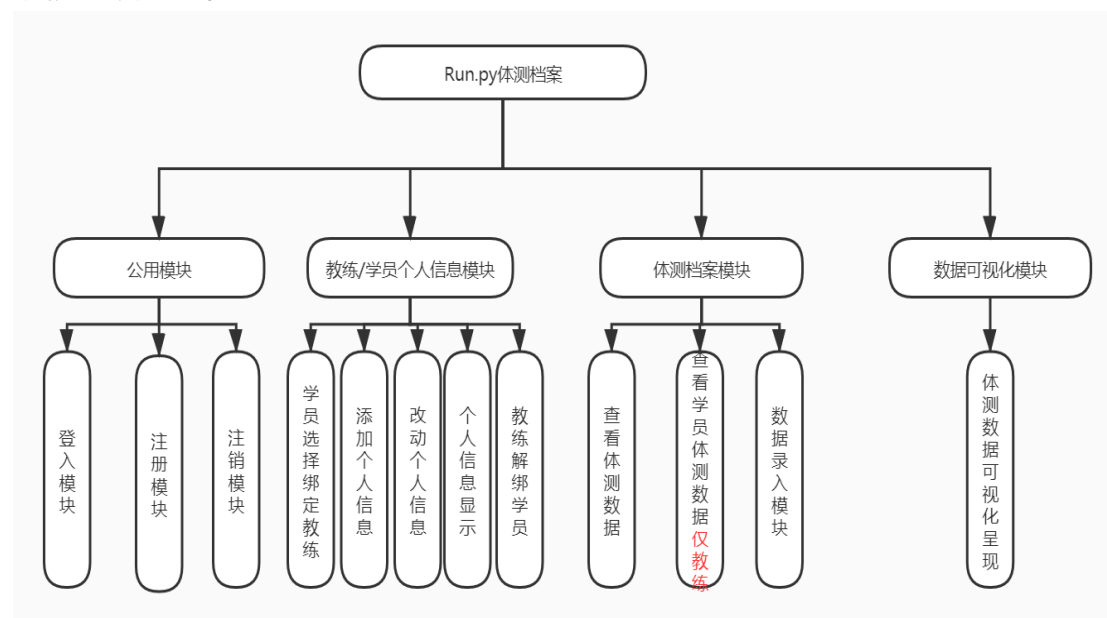 Run.py体测档案
公用模块
教练/学员个人信息模块
体测档案模块
数据可视化模块
登入模块
注册模块
注销模块
学员选择绑定教练
添加个人信息
改动个人信息
个人信息显示
教练解绑学员
查看体测数据
查看学员体测数据仅教练
数据录入模块
体测数据可视化呈现